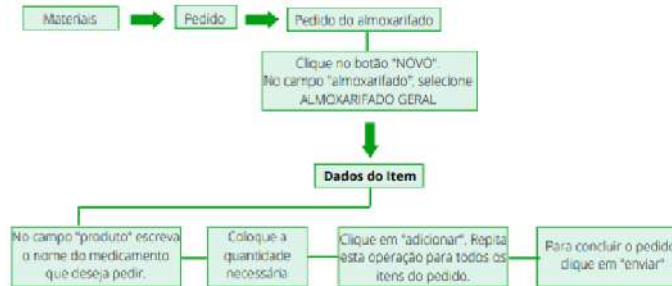 Materiais
Pedido
Pedido do almoxarifado
Clique no botão "NOVO".
No campo "almoxarifado", selecione
ALMOXARIFADO GERAL
Dados do Item
No campo "produto" escreva
o nome do medicamento
que deseja pedir.
Coloque a
quantidade
necessária
Clique em "adicionar". Repita
esta operação para todos os
itens do pedido.
Para concluir o pedido
clique em "enviar"